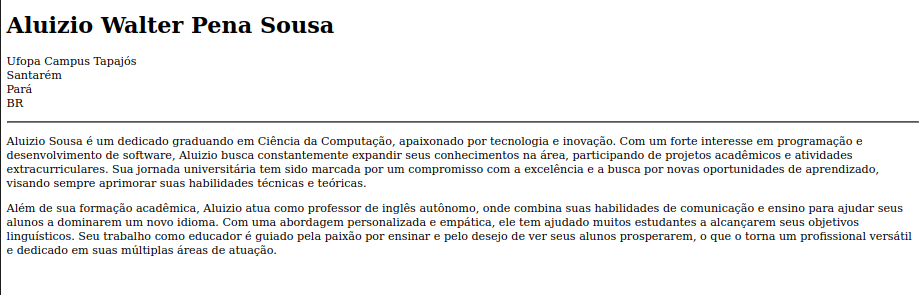 Aluizio Walter Pena Sousa
Ufopa Campus Tapajós
Santarém
Pará
BR
Aluizio Sousa é um dedicado graduando em Ciência da Computação, apaixonado por tecnologia e inovação. Com um forte interesse em programação e
desenvolvimento de software, Aluizio busca constantemente expandir seus conhecimentos na área, participando de projetos acadêmicos e atividades
extracurriculares. Sua jornada universitária tem sido marcada por um compromisso com a excelência e a busca por novas oportunidades de aprendizado,
visando sempre aprimorar suas habilidades técnicas e teóricas.
Além de sua formação acadêmica, Aluizio atua como professor de inglês autônomo, onde combina suas habilidades de comunicação e ensino para ajudar seus
alunos a dominarem um novo idioma. Com uma abordagem personalizada e empática, ele tem ajudado muitos estudantes a alcançarem seus objetivos
linguísticos. Seu trabalho como educador é guiado pela paixão por ensinar e pelo desejo de ver seus alunos prosperarem, o que o torna um profissional versátil
e dedicado em suas múltiplas áreas de atuação.